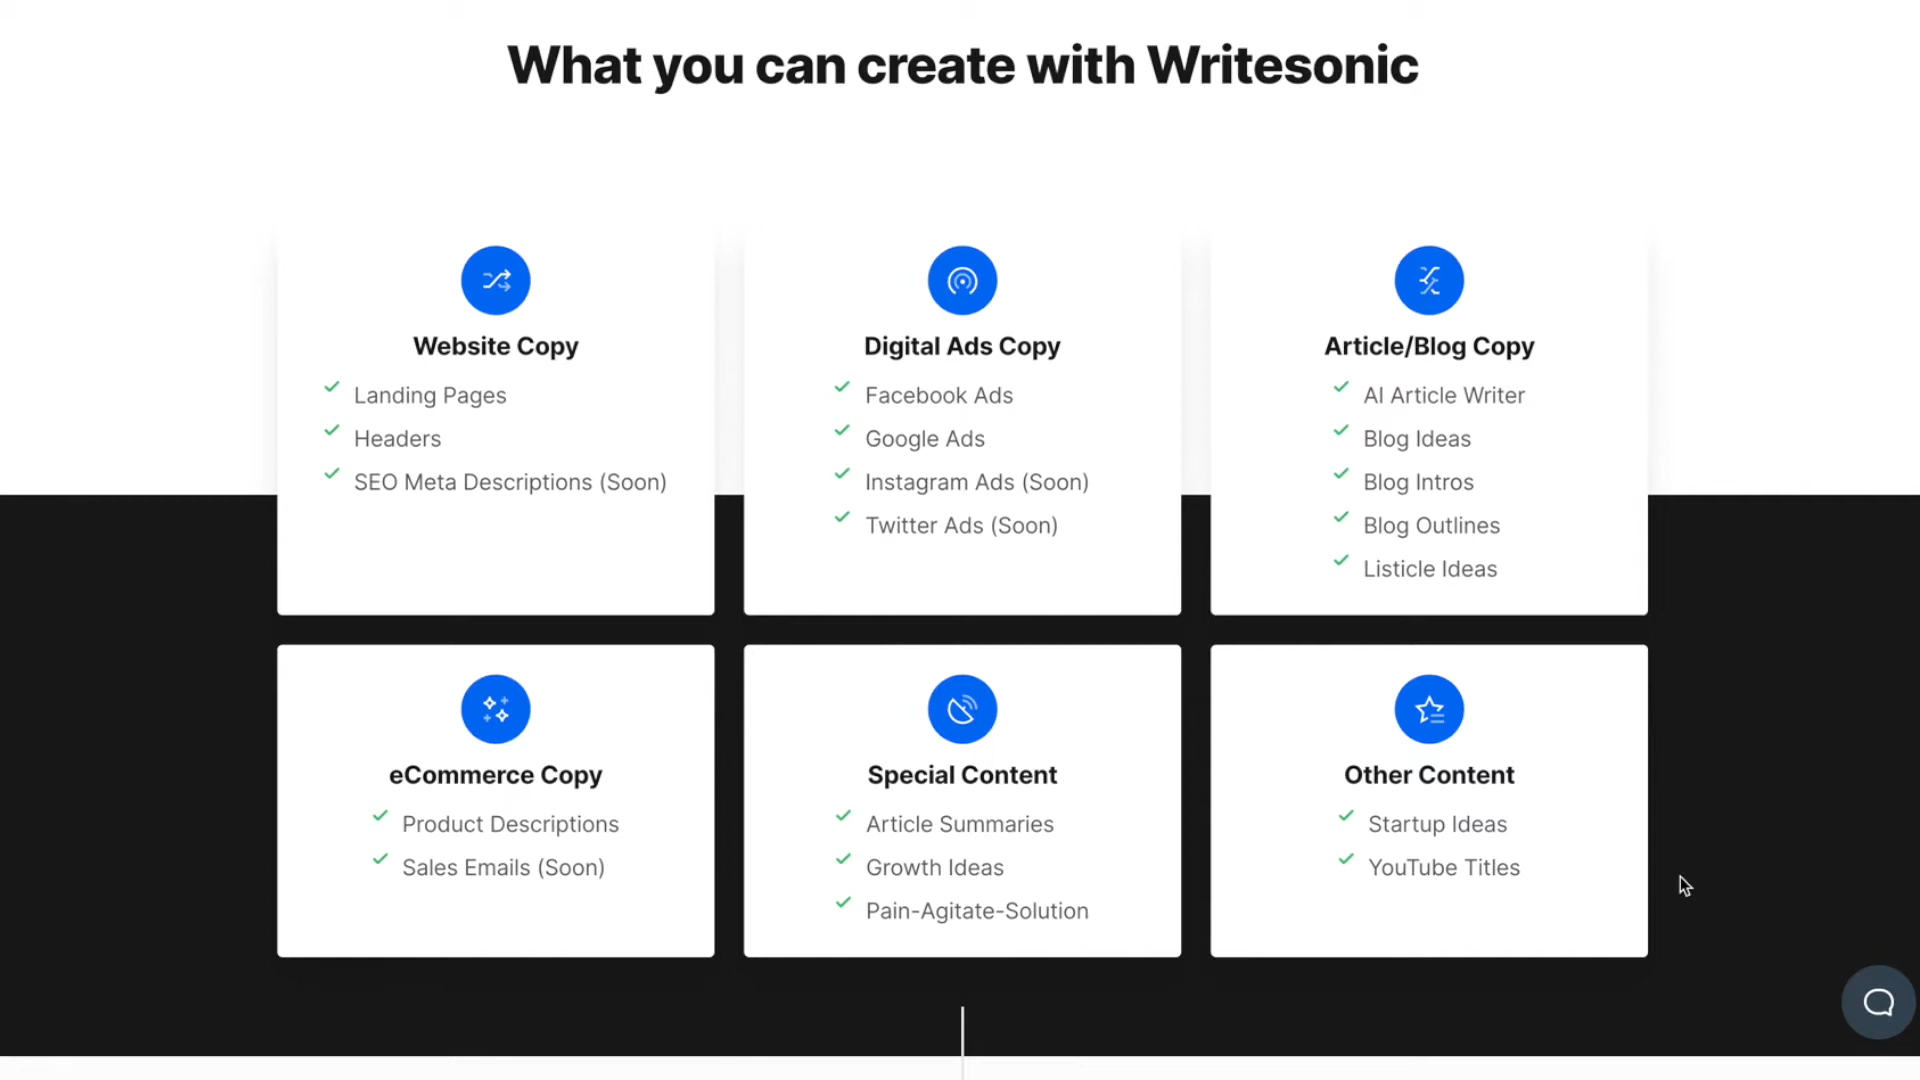 What you can create with Writesonic
Website Copy
Landing Pages
Headers
SEO Meta Descriptions (Soon)
Digital Ads Copy
Facebook Ads
Google Ads
Instagram Ads (Soon)
Twitter Ads (Soon)
Article/Blog Copy
AI Article Writer
Blog Ideas
Blog Intros
Blog Outlines
Listicle Ideas
eCommerce Copy
Product Descriptions
Sales Emails (Soon)
Special Content
Article Summaries
Growth Ideas
Pain-Agitate-Solution
Other Content
Startup Ideas
YouTube Titles